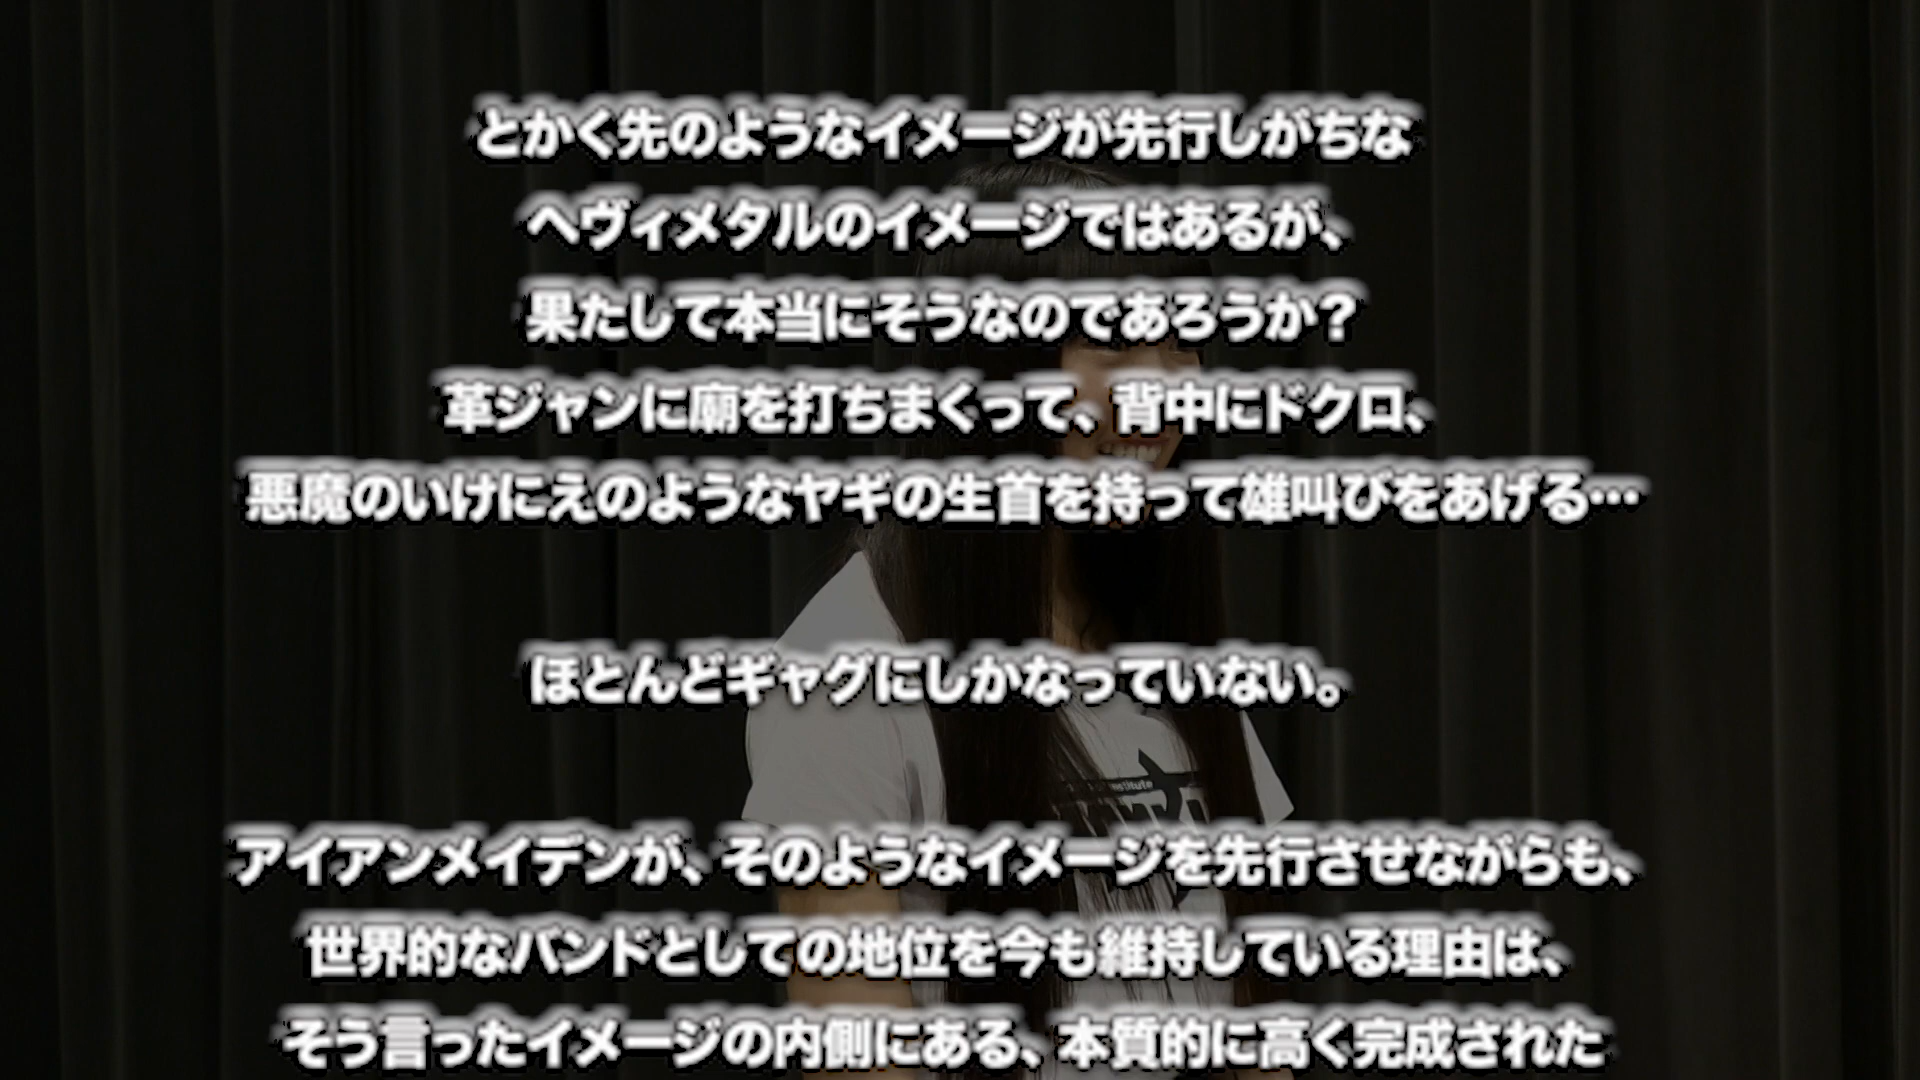 とかく先のようなイメージが先行しがちな
ヘヴィメタルのイメージではあるが、
果たして本当にそうなのであろうか？
革ジャンに廟を打ちまくって、背中にドクロ、
悪魔のいけにえのようなヤギの生首を持って雄叫びをあげる…
ほとんどギャグにしかなっていない。
アイアンメイデンが、そのようなイメージを先行させながらも、
世界的なバンドとしての地位を今も維持している理由は、
そう言ったイメージの内側にある、本質的に高く完成された